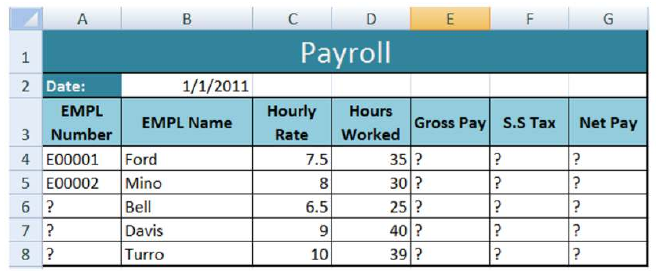 A B C D E F G
1 Payroll
2 Date: 1/1/2011
3 EMPL Number EMPL Name Hourly Rate Hours Worked Gross Pay S.S Tax Net Pay
4 E00001 Ford 7.5 35 ? ? ?
5 E00002 Mino 8 30 ? ? ?
6 ? Bell 6.5 25 ? ? ?
7 ? Davis 9 40 ? ? ?
8 ? Turro 10 39 ? ? ?